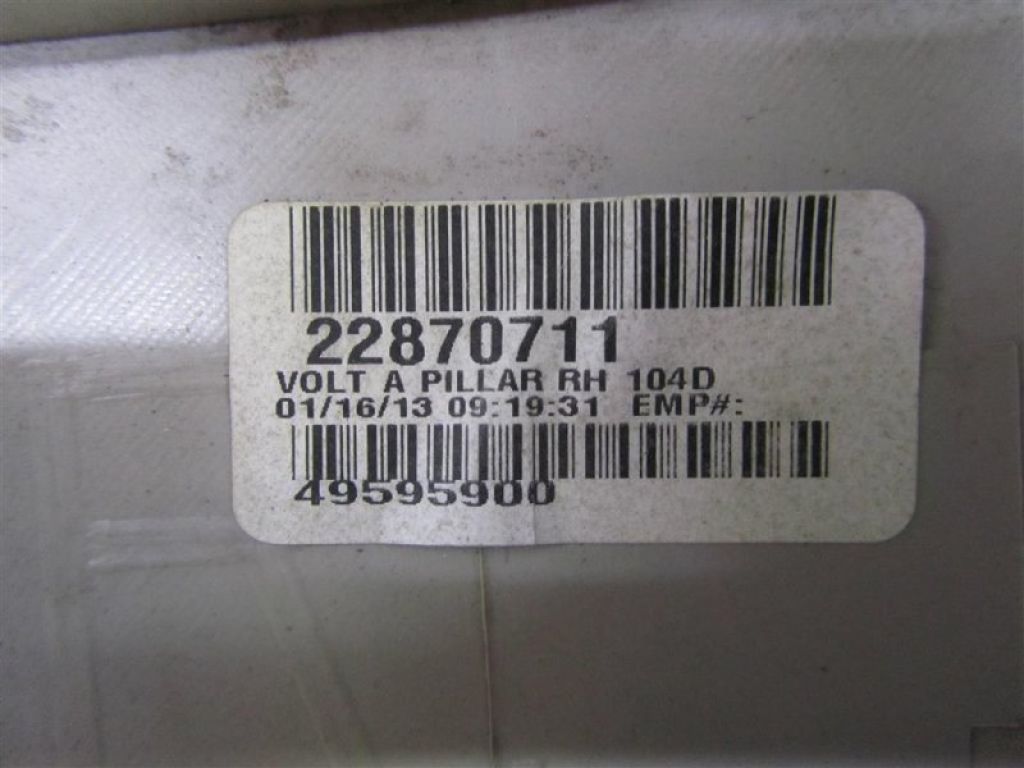 22870711
VOLT A PILLAR RH 104D
01/16/13 09:19:31 EMP#:
49595900